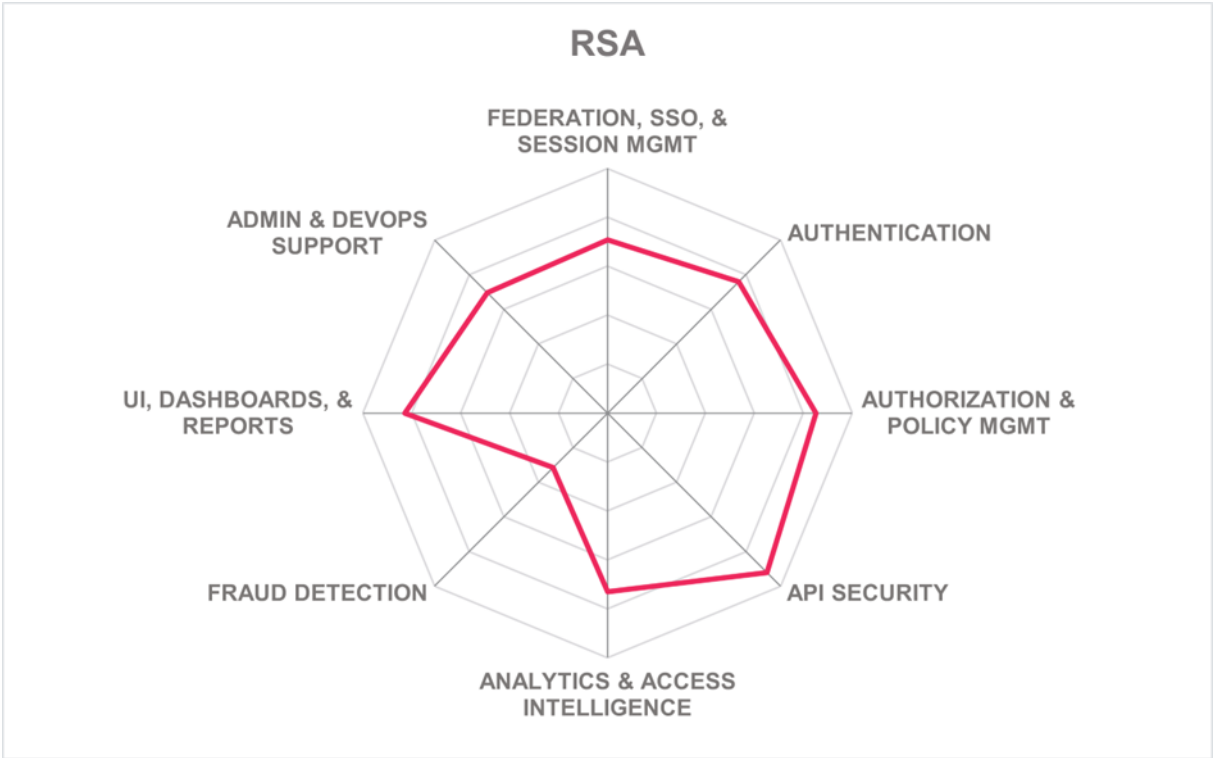 RSA
FEDERATION, SSO, &
SESSION MGMT
ADMIN & DEVOPS
SUPPORT
AUTHENTICATION
UI, DASHBOARDS, &
REPORTS
AUTHORIZATION &
POLICY MGMT
FRAUD DETECTION
API SECURITY
ANALYTICS & ACCESS
INTELLIGENCE